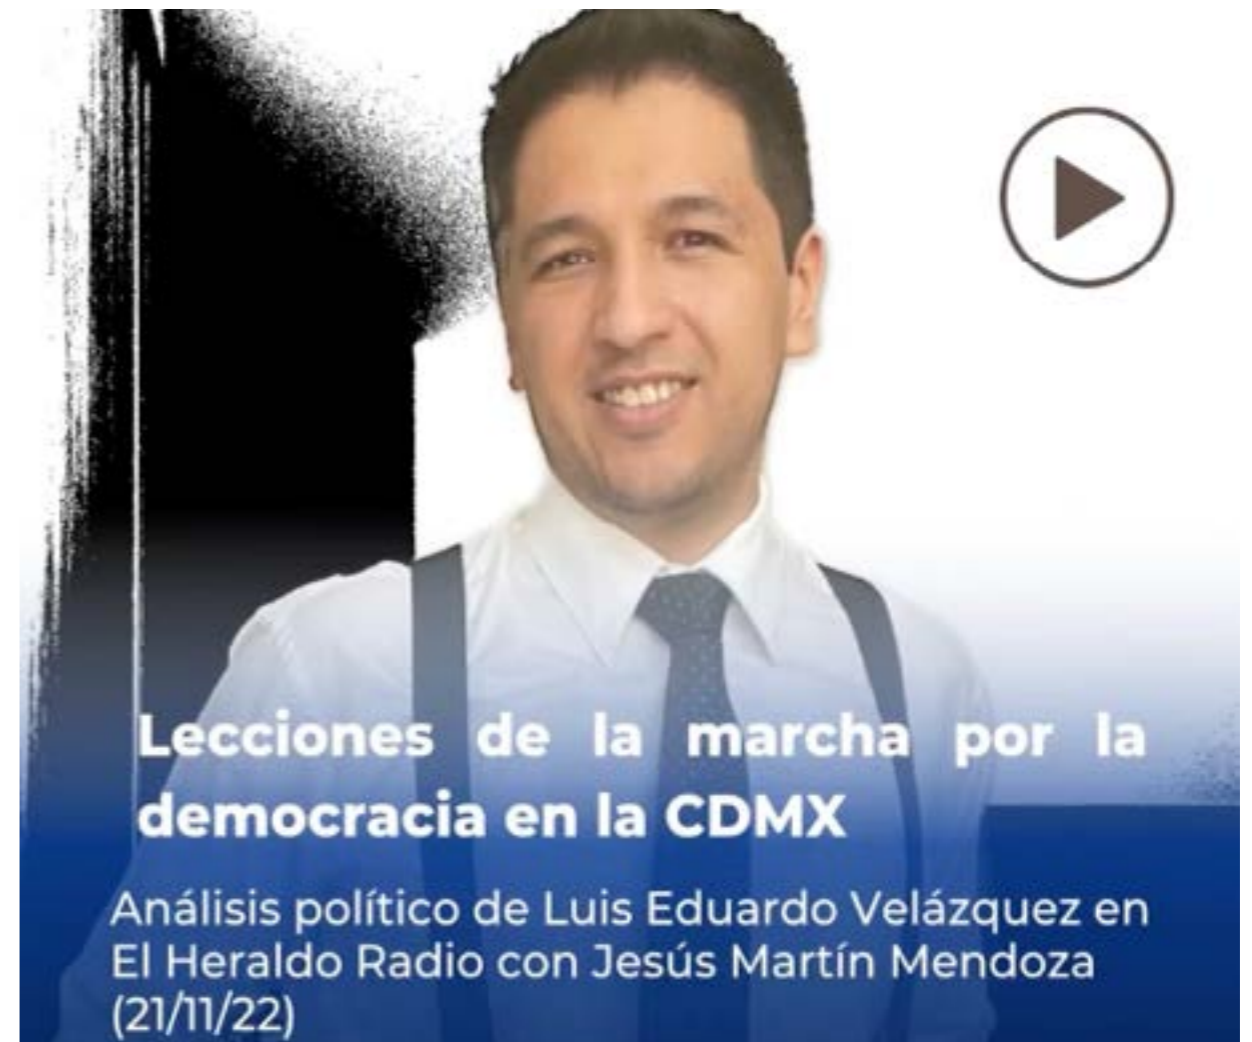 Lecciones de la marcha por la
democracia en la CDMX
Análisis político de Luis Eduardo Velázquez en
El Heraldo Radio con Jesús Martín Mendoza
(21/11/22)